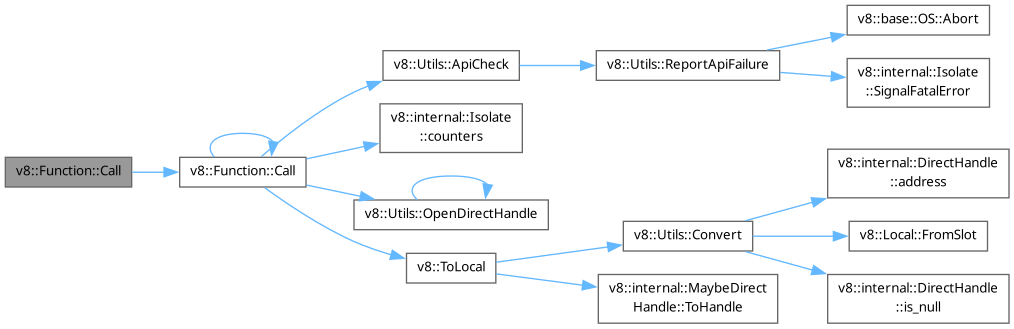 v8::Function::Call
v8::Function::Call
v8::Utils::ApiCheck
v8::internal::Isolate
::counters
v8::Utils::OpenDirectHandle
v8::ToLocal
v8::Utils::ReportApiFailure
v8::base::OS::Abort
v8::internal::Isolate
::SignalFatalError
v8::Utils::Convert
v8::internal::MaybeDirect
Handle::ToHandle
v8::internal::DirectHandle
::address
v8::Local::FromSlot
v8::internal::DirectHandle
::is_null